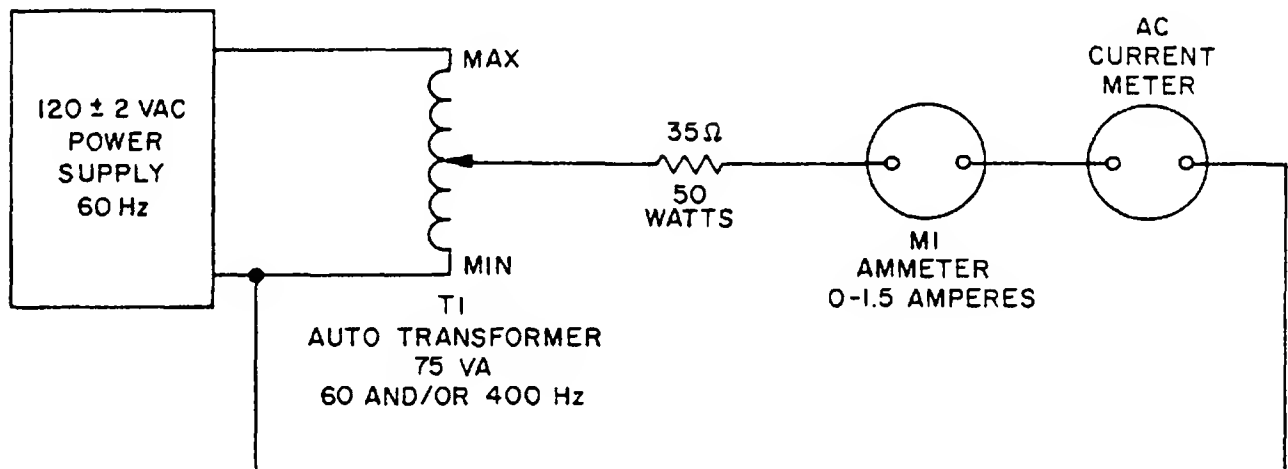 120 ± 2 VAC
POWER
SUPPLY
60 Hz
MAX
MIN
T1
AUTO TRANSFORMER
75 VA
60 AND/OR 400 Hz
35Ω
50
WATTS
M1
AMMETER
0-1.5 AMPERES
AC
CURRENT
METER